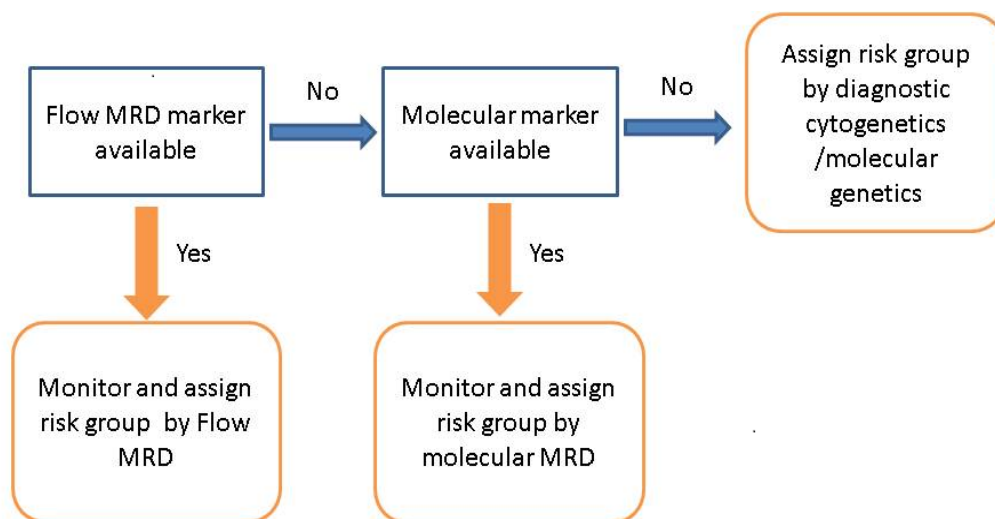 Flow MRD marker
available
No
Molecular marker
available
No
Assign risk group
by diagnostic
cytogenetics
/molecular
genetics
Yes
Yes
Monitor and assign
risk group by Flow
MRD
Monitor and assign
risk group by
molecular MRD